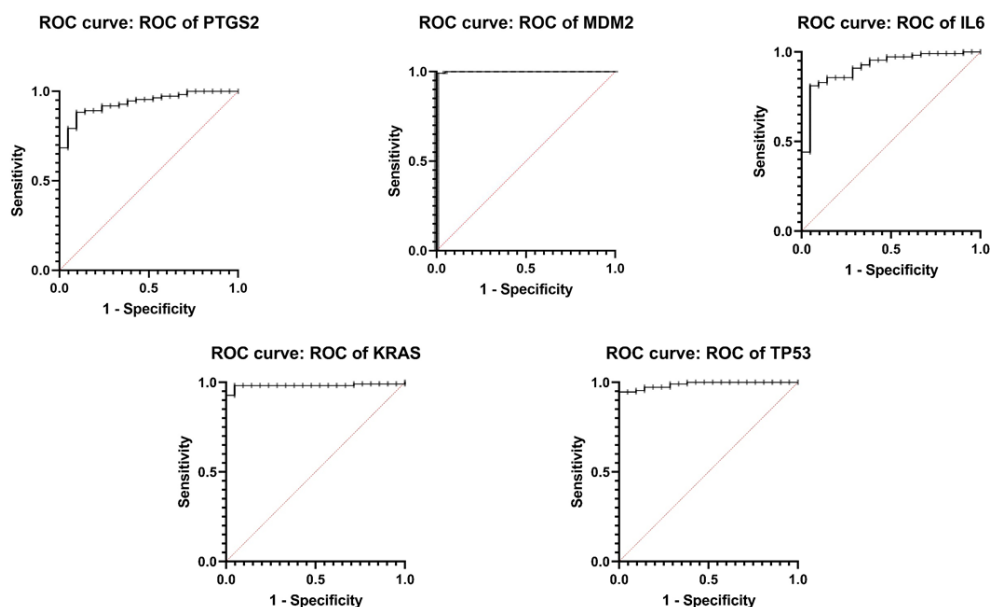 ROC curve: ROC of PTGS2
1.0
0.5
0.0
Sensitivity
0.0 0.5 1.0
1 - Specificity
ROC curve: ROC of MDM2
1.0
0.5
0.0
Sensitivity
0.0 0.5 1.0
1 - Specificity
ROC curve: ROC of IL6
1.0
0.5
0.0
Sensitivity
0.0 0.5 1.0
1 - Specificity
ROC curve: ROC of KRAS
1.0
0.5
0.0
Sensitivity
0.0 0.5 1.0
1 - Specificity
ROC curve: ROC of TP53
1.0
0.5
0.0
Sensitivity
0.0 0.5 1.0
1 - Specificity